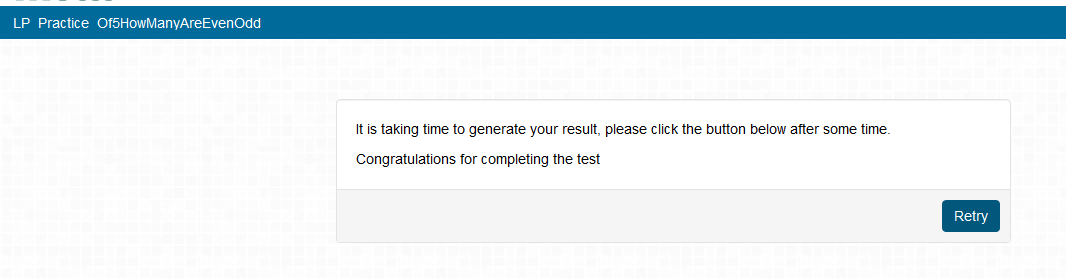 LP Practice Of5HowManyAreEvenOdd
It is taking time to generate your result, please click the button below after some time.
Congratulations for completing the test
Retry